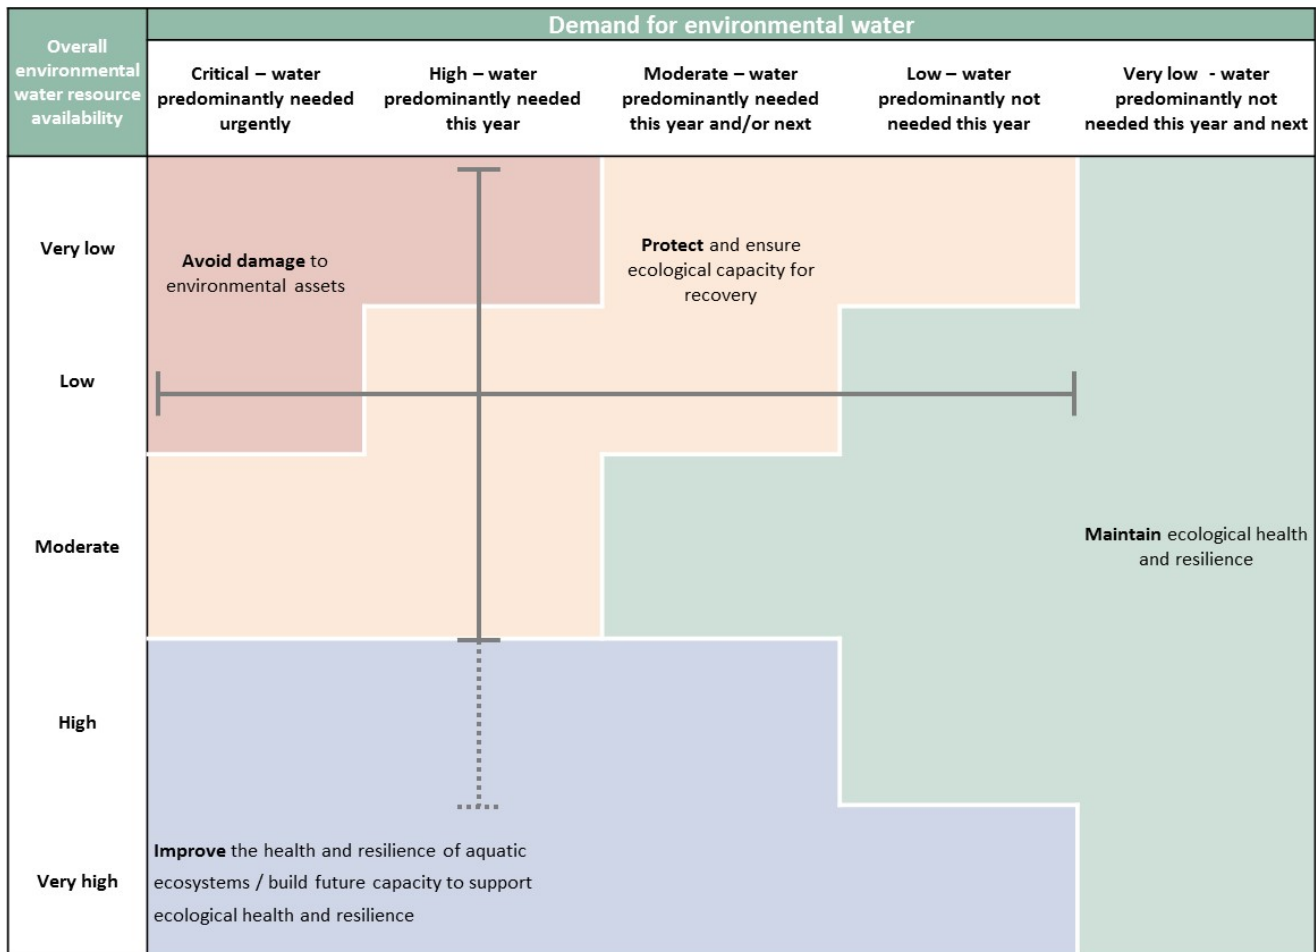 Demand for environmental water
Overall
environmental
water resource
availability
Critical – water
predominantly needed
urgently
High – water
predominantly needed
this year
Moderate – water
predominantly needed
this year and/or next
Low – water
predominantly not
needed this year
Very low - water
predominantly not
needed this year and next
Very low
Avoid damage to
environmental assets
Protect and ensure
ecological capacity for
recovery
Low
Moderate
Maintain ecological health
and resilience
High
Very high
Improve the health and resilience of aquatic
ecosystems / build future capacity to support
ecological health and resilience